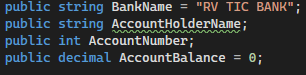 public string BankName = "RV TIC BANK";
public string AccountHolderName;
public int AccountNumber;
public decimal AccountBalance = 0;